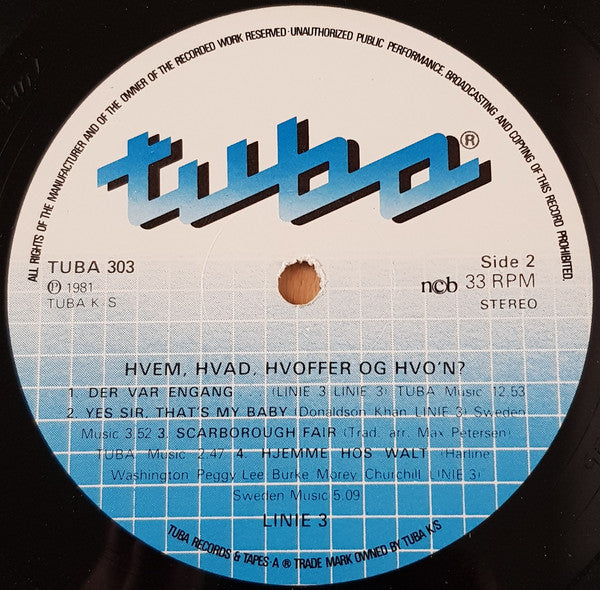 ALL RIGHTS OF THE MANUFACTURER AND OF THE OWNER OF THE RECORDED WORK RESERVED·UNAUTHORIZED PUBLIC PERFORMANCE, BROADCASTING AND COPYING OF THIS RECORD PROHIBITED.
tuba®
TUBA 303
℗ 1981
TUBA K/S
Side 2
ncb 33 RPM
STEREO
HVEM, HVAD, HVOFFER OG HVO'N?
1. DER VAR ENGANG . . . (LINIE 3 LINIE 3) TUBA Music 12.53
2. YES SIR, THAT'S MY BABY (Donaldson Khan LINIE 3) Sweden
Music 3.52 3. SCARBOROUGH FAIR (Trad. arr. Max Petersen)
TUBA Music 2.47 4. HJEMME HOS WALT (Harline
Washington Peggy Lee Burke Morey Churchill LINIE 3)
Sweden Music 5.09
LINIE 3
TUBA RECORDS & TAPES·A ® TRADE MARK OWNED BY TUBA K/S